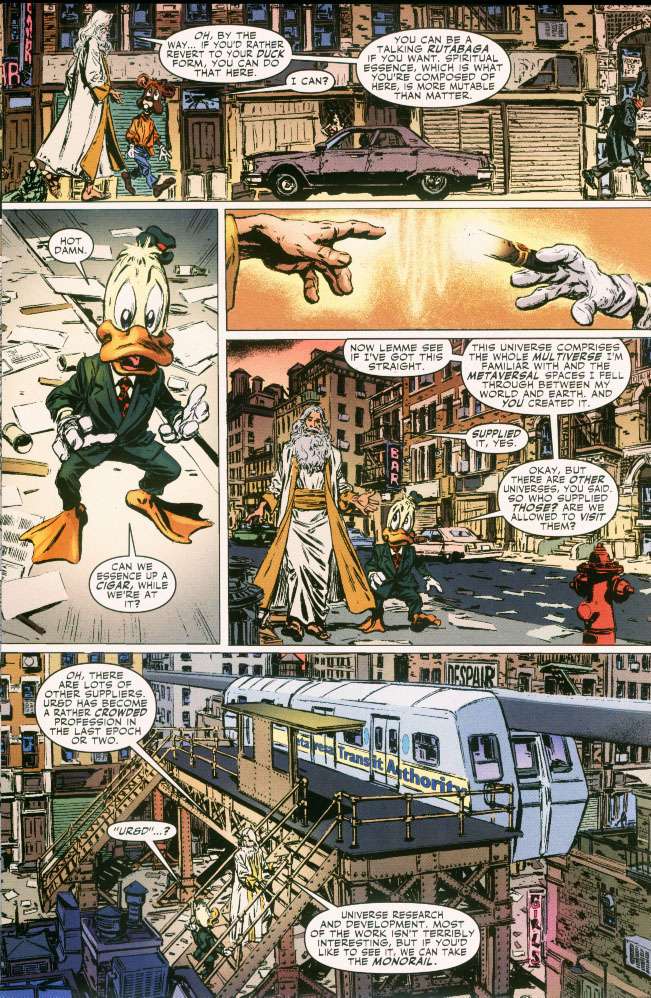 OH, BY THE
WAY... IF YOU'D RATHER
REVERT TO YOUR DUCK
FORM, YOU CAN DO
THAT HERE.
I CAN?
YOU CAN BE A
TALKING RUTABAGA
IF YOU WANT. SPIRITUAL
ESSENCE, WHICH IS WHAT
YOU'RE COMPOSED OF
HERE, IS MORE MUTABLE
THAN MATTER.
HOT
DAMN.
CAN WE
ESSENCE UP A
CIGAR, WHILE
WE'RE AT
IT?
NOW LEMME SEE
IF I'VE GOT THIS
STRAIGHT.
THIS UNIVERSE COMPRISES
THE WHOLE MULTIVERSE I'M
FAMILIAR WITH AND THE
METAVERSAL SPACES I FELL
THROUGH BETWEEN MY
WORLD AND EARTH. AND
YOU CREATED IT.
SUPPLIED
IT, YES.
OKAY, BUT
THERE ARE OTHER
UNIVERSES, YOU SAID.
SO WHO SUPPLIED
THOSE? ARE WE
ALLOWED TO VISIT
THEM?
BAR
OH, THERE
ARE LOTS OF
OTHER SUPPLIERS.
UR&D HAS BECOME
A RATHER CROWDED
PROFESSION IN
THE LAST EPOCH
OR TWO.
DESPAIR
Transit Authority
"UR&D"...?
UNIVERSE RESEARCH
AND DEVELOPMENT. MOST
OF THE WORK ISN'T TERRIBLY
INTERESTING, BUT IF YOU'D
LIKE TO SEE IT, WE CAN TAKE
THE MONORAIL.
GIRLS